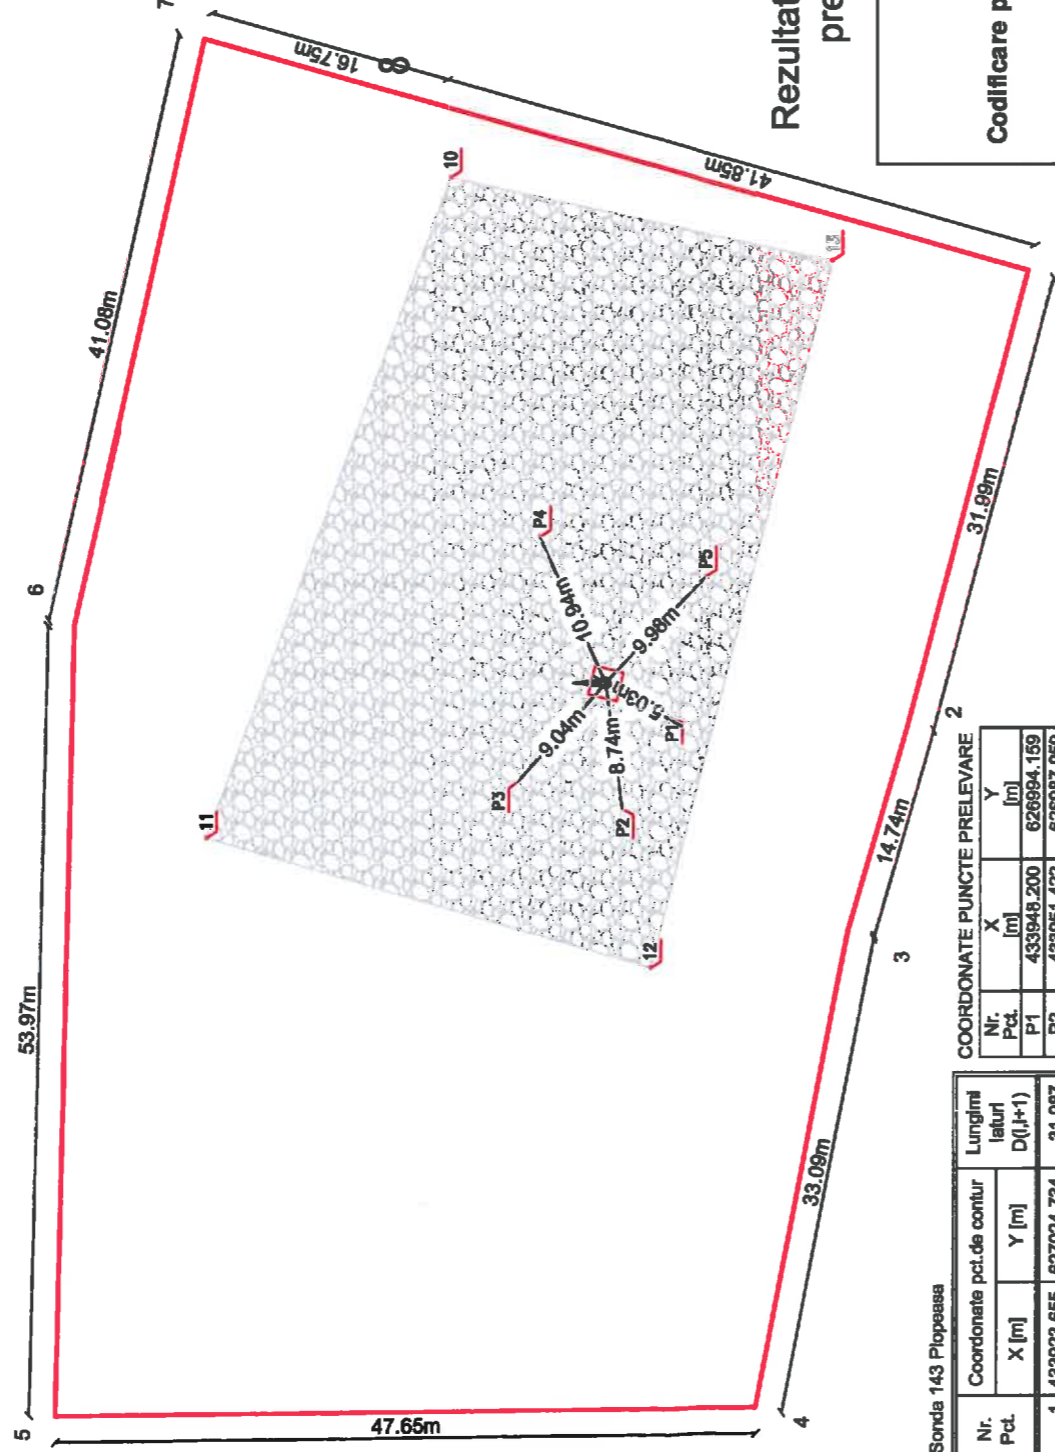 7
16.75m
8
41.08m
10
41.85m
13
6
11
53.97m
P4
10.94m
P5
9.98m
5.03m
P1
9.04m
P3
8.74m
P2
12
31.99m
2
14.74m
3
33.09m
4
47.65m
5
Rezultat
pre
Codificare p
COORDONATE PUNCTE PRELEVARE
Nr. Pct. X [m] Y [m]
P1 433948.200 626994.159
P2
Sonda 143 Plopeasa
Nr. Pct. Coordonate pct.de contur Lungimi laturi D(i,i+1)
X [m] Y [m]
1